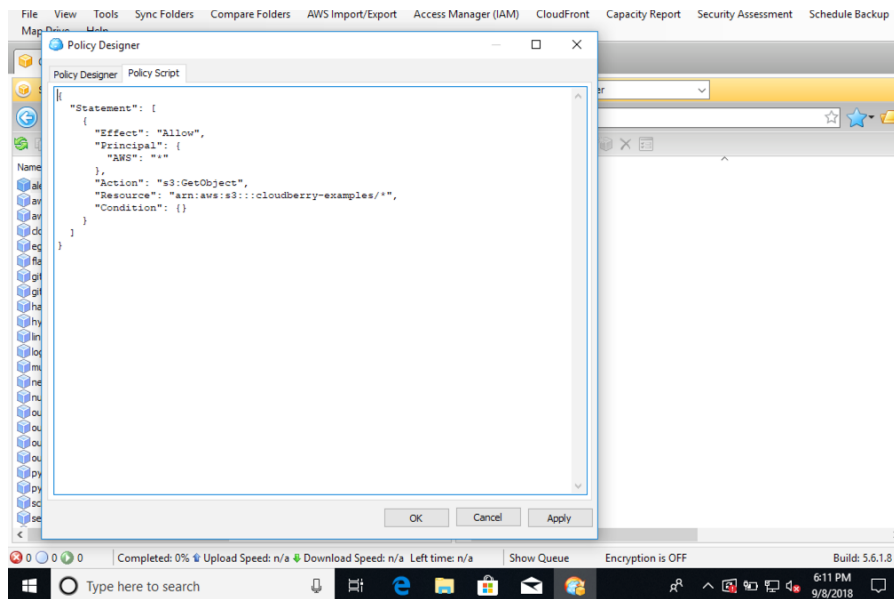 File View Tools Sync Folders Compare Folders AWS Import/Export Access Manager (IAM) CloudFront Capacity Report Security Assessment Schedule Backup
Map Drive Help
Policy Designer
Policy Designer Policy Script
{
"Statement": [
{
"Effect": "Allow",
"Principal": {
"AWS": "*"
},
"Action": "s3:GetObject",
"Resource": "arn:aws:s3:::cloudberry-examples/*",
"Condition": {}
}
]
}
Name
OK Cancel Apply
0 0 0 Completed: 0% Upload Speed: n/a Download Speed: n/a Left time: n/a Show Queue Encryption is OFF Build: 5.6.1.8
Type here to search
6:11 PM
9/8/2018